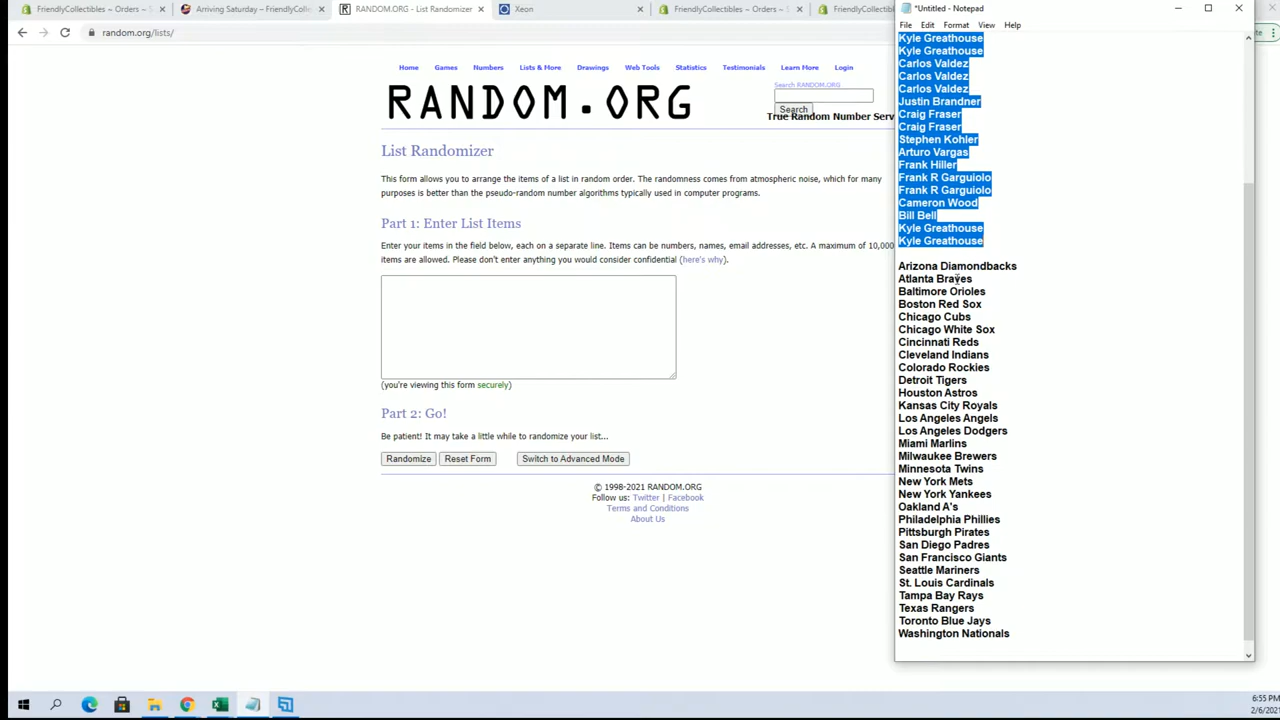 FriendlyCollectibles ~ Orders ~ S
Arriving Saturday – FriendlyColle
RANDOM.ORG - List Randomizer
Xeon
FriendlyCollectibles ~ Orders ~ S
FriendlyCollectibles
*Untitled - Notepad
random.org/lists/
File Edit Format View Help
Home Games Numbers Lists & More Drawings Web Tools Statistics Testimonials Learn More Login
Search RANDOM.ORG
RANDOM.ORG
Search
True Random Number Serv
List Randomizer
This form allows you to arrange the items of a list in random order. The randomness comes from atmospheric noise, which for many
purposes is better than the pseudo-random number algorithms typically used in computer programs.
Part 1: Enter List Items
Enter your items in the field below, each on a separate line. Items can be numbers, names, email addresses, etc. A maximum of 10,000
items are allowed. Please don't enter anything you would consider confidential (here's why).
(you're viewing this form securely)
Part 2: Go!
Be patient! It may take a little while to randomize your list...
Randomize Reset Form Switch to Advanced Mode
© 1998-2021 RANDOM.ORG
Follow us: Twitter | Facebook
Terms and Conditions
About Us
Kyle Greathouse
Kyle Greathouse
Carlos Valdez
Carlos Valdez
Carlos Valdez
Justin Brandner
Craig Fraser
Craig Fraser
Stephen Kohler
Arturo Vargas
Frank Hiller
Frank R Garguiolo
Frank R Garguiolo
Cameron Wood
Bill Bell
Kyle Greathouse
Kyle Greathouse
Arizona Diamondbacks
Atlanta Braves
Baltimore Orioles
Boston Red Sox
Chicago Cubs
Chicago White Sox
Cincinnati Reds
Cleveland Indians
Colorado Rockies
Detroit Tigers
Houston Astros
Kansas City Royals
Los Angeles Angels
Los Angeles Dodgers
Miami Marlins
Milwaukee Brewers
Minnesota Twins
New York Mets
New York Yankees
Oakland A's
Philadelphia Phillies
Pittsburgh Pirates
San Diego Padres
San Francisco Giants
Seattle Mariners
St. Louis Cardinals
Tampa Bay Rays
Texas Rangers
Toronto Blue Jays
Washington Nationals
6:55 PM
2/6/2021